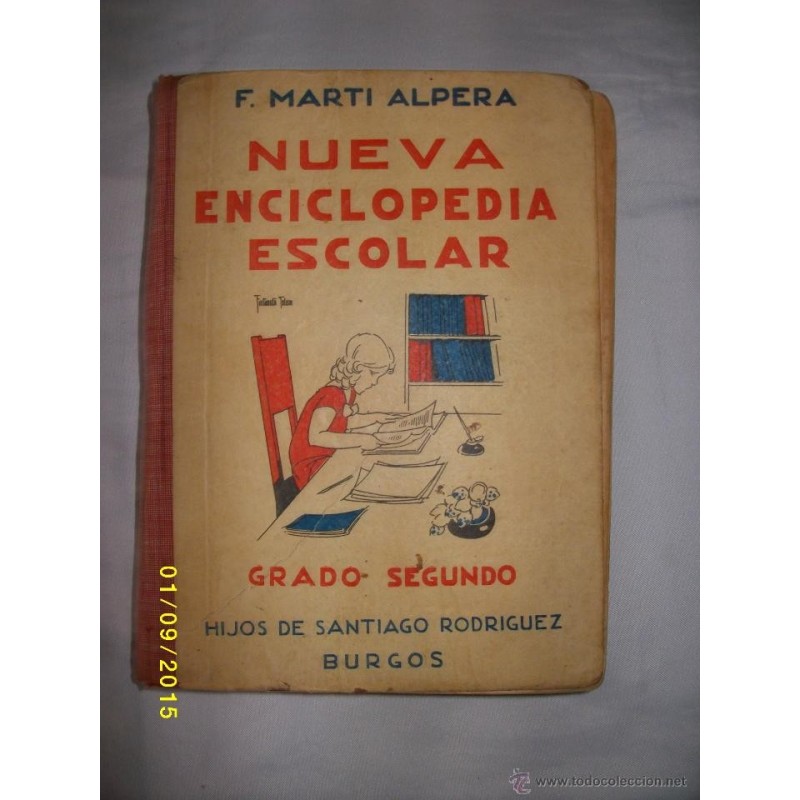 F. MARTI ALPERA
NUEVA
ENCICLOPEDIA
ESCOLAR
GRADO SEGUNDO
HIJOS DE SANTIAGO RODRIGUEZ
BURGOS
01/09/2015
© www.todocoleccion.net